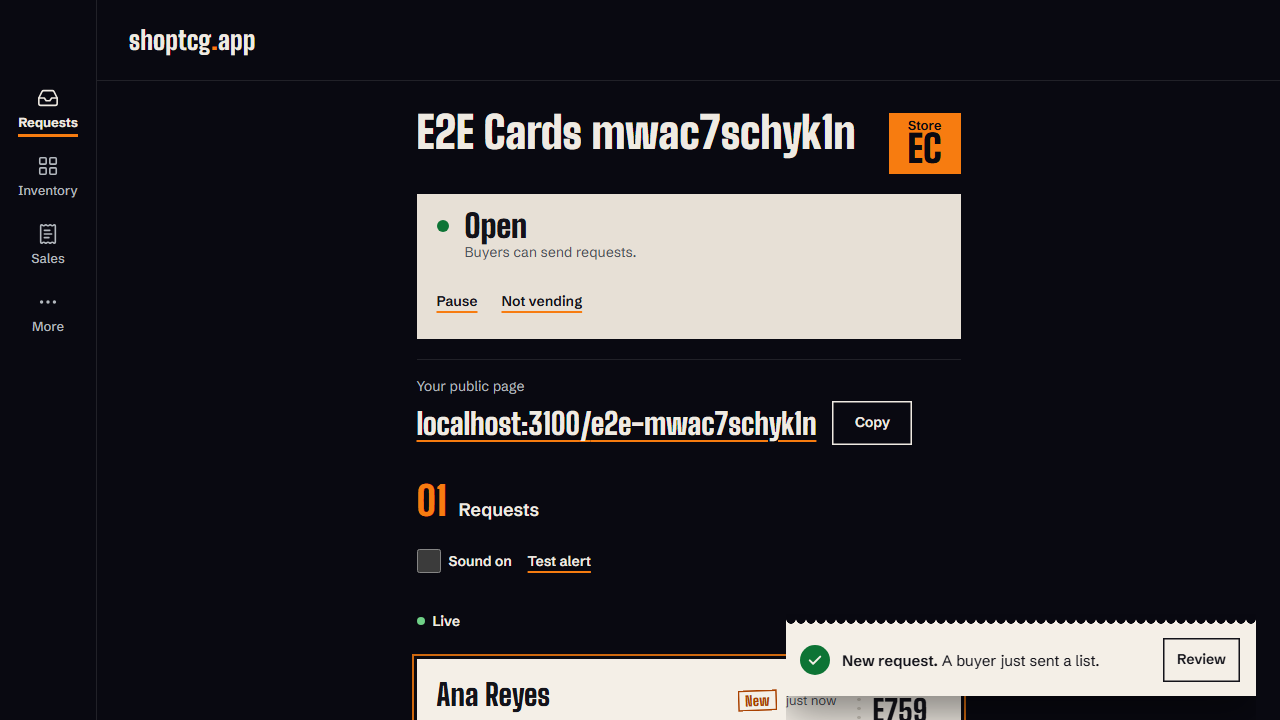 shoptcg.app
Requests
Inventory
Sales
More
E2E Cards mwac7schyk1n
Store
EC
Open
Buyers can send requests.
Pause Not vending
Your public page
localhost:3100/e2e-mwac7schyk1n Copy
01 Requests
Sound on Test alert
Live
New request. A buyer just sent a list. Review
Ana Reyes New just now E759